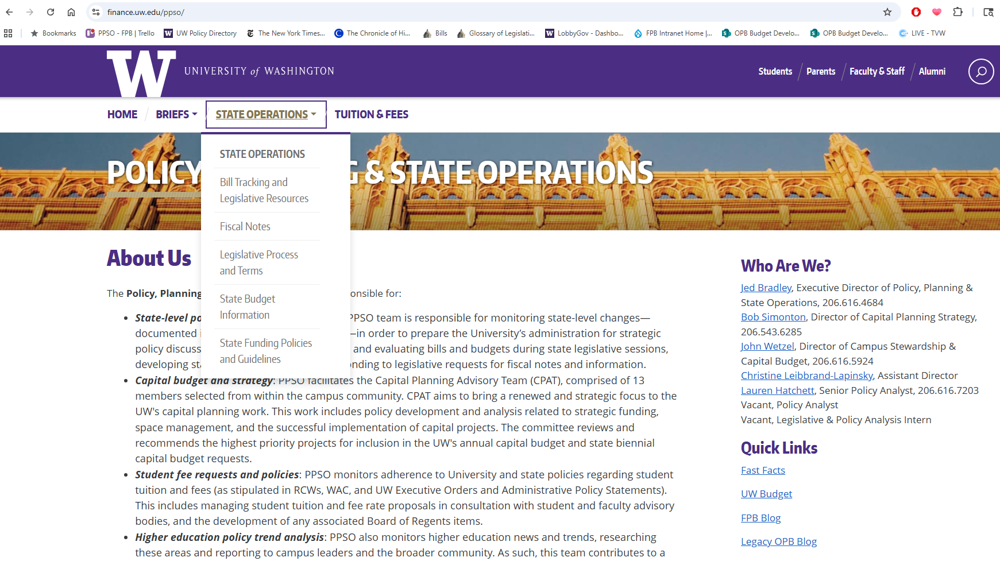 finance.uw.edu/ppso/
Bookmarks PPSO - FPB | Trello UW Policy Directory The New York Times... The Chronicle of Hi... Bills Glossary of Legislati... LobbyGov - Dashbo... FPB Intranet Home |... OPB Budget Develo... OPB Budget Develo... LIVE - TVW
W UNIVERSITY of WASHINGTON
Students Parents Faculty & Staff Alumni
HOME BRIEFS STATE OPERATIONS TUITION & FEES
STATE OPERATIONS
Bill Tracking and
Legislative Resources
Fiscal Notes
Legislative Process
and Terms
State Budget
Information
State Funding Policies
and Guidelines
POLICY G & STATE OPERATIONS
About Us
The Policy, Planning onsible for:
• State-level po PPSO team is responsible for monitoring state-level changes—
documented i —in order to prepare the University's administration for strategic
policy discuss and evaluating bills and budgets during state legislative sessions,
developing sta onding to legislative requests for fiscal notes and information.
• Capital budget and strategy: PPSO facilitates the Capital Planning Advisory Team (CPAT), comprised of 13
members selected from within the campus community. CPAT aims to bring a renewed and strategic focus to the
UW's capital planning work. This work includes policy development and analysis related to strategic funding,
space management, and the successful implementation of capital projects. The committee reviews and
recommends the highest priority projects for inclusion in the UW's annual capital budget and state biennial
capital budget requests.
• Student fee requests and policies: PPSO monitors adherence to University and state policies regarding student
tuition and fees (as stipulated in RCWs, WAC, and UW Executive Orders and Administrative Policy Statements).
This includes managing student tuition and fee rate proposals in consultation with student and faculty advisory
bodies, and the development of any associated Board of Regents items.
• Higher education policy trend analysis: PPSO also monitors higher education news and trends, researching
these areas and reporting to campus leaders and the broader community. As such, this team contributes to a
Who Are We?
Jed Bradley, Executive Director of Policy, Planning &
State Operations, 206.616.4684
Bob Simonton, Director of Capital Planning Strategy,
206.543.6285
John Wetzel, Director of Campus Stewardship &
Capital Budget, 206.616.5924
Christine Leibbrand-Lapinsky, Assistant Director
Lauren Hatchett, Senior Policy Analyst, 206.616.7203
Vacant, Policy Analyst
Vacant, Legislative & Policy Analysis Intern
Quick Links
Fast Facts
UW Budget
FPB Blog
Legacy OPB Blog